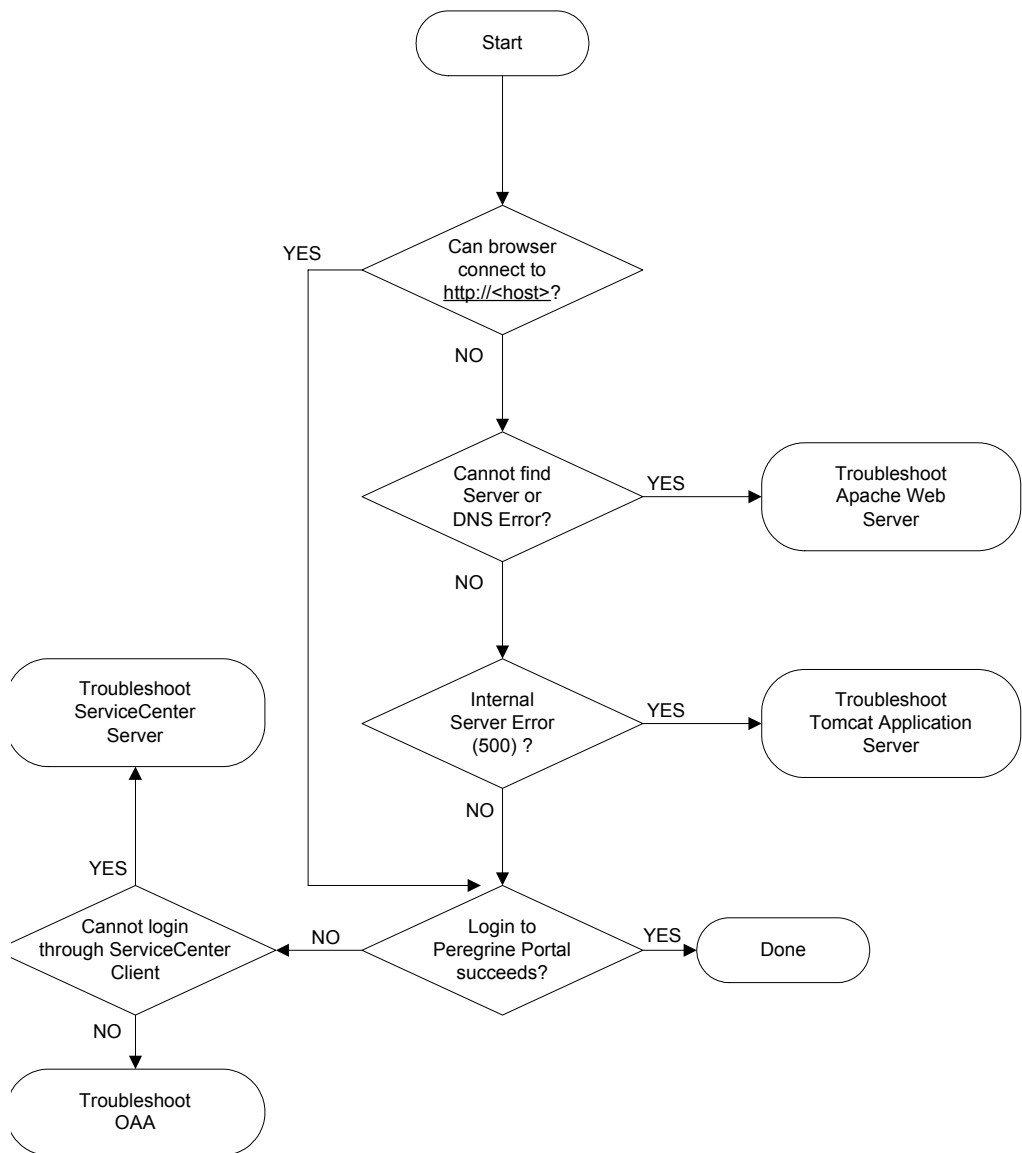 Start
YES
Can browser
connect to
http://<host>?
NO
Cannot find
Server or
DNS Error?
YES
Troubleshoot
Apache Web
Server
NO
Troubleshoot
ServiceCenter
Server
Internal
Server Error
(500) ?
YES
Troubleshoot
Tomcat Application
Server
NO
YES
Cannot login
through ServiceCenter
Client
NO
Login to
Peregrine Portal
succeeds?
YES
Done
NO
Troubleshoot
OAA